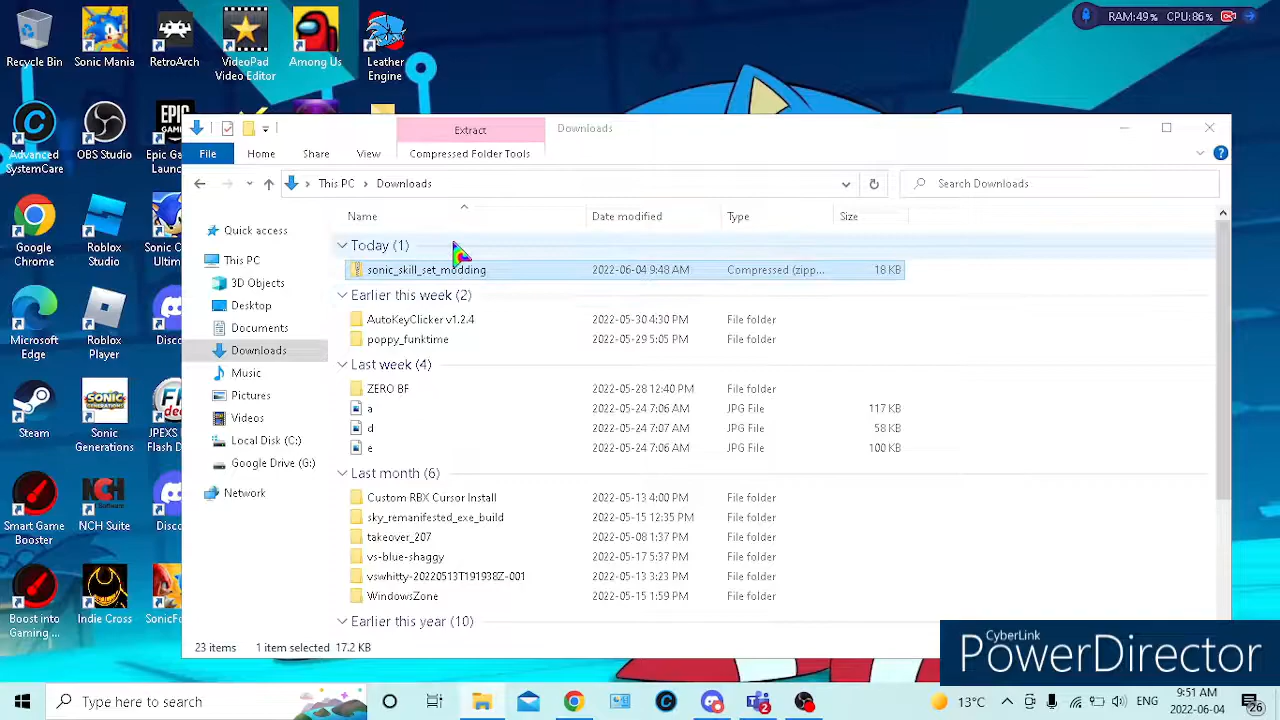 RAM:49% CPU:86%
Recycle Bin
Sonic Mania
RetroArch
VideoPad Video Editor
Among Us
Leather Engine
Advanced SystemCare
OBS Studio
Epic
Google Chrome
Roblox Studio
Sonic
Microsoft Edge
Roblox Player
Disco
Steam
Sonic Generations
JPEXS
Smart Game Booster
NCH Suite
Disco
Boost into Gaming ...
Indie Cross
SonicFo
Extract
Downloads
File
Home
Share
View
Compressed Folder Tools
This PC > Downloads
Search Downloads
Name
Date modified
Type
Size
Quick access
This PC
3D Objects
Desktop
Documents
Downloads
Music
Pictures
Videos
Local Disk (C:)
Google Drive (G:)
Network
Today (1)
sonic_skill_set_modding 2022-06-04 9:48 AM Compressed (zipp... 18 KB
Earlier this week (2)
AutoKeyClicker v1.2.4 2022-05-30 4:30 PM File folder
poppy_funktime 2022-05-29 5:05 PM File folder
Last week (4)
ZERO BF 2022-05-28 12:40 PM File folder
a 2022-05-24 7:06 AM JPG File 117 KB
d 2022-05-24 7:07 AM JPG File 58 KB
e 2022-05-24 7:06 AM JPG File 100 KB
Last month (6)
Custom RBX Cursor Install 2022-05-13 4:00 PM File folder
sky_remanifested_exe_build 2022-05-15 12:35 PM File folder
takeover_207 2022-05-08 1:37 PM File folder
vs-blue-shaggy 2022-05-17 5:37 PM File folder
vswhitty-20220513T191938Z-001 2022-05-13 3:23 PM File folder
WindowsZone 2022-05-15 1:59 PM File folder
Earlier this year (10)
23 items 1 item selected 17.2 KB
CyberLink
PowerDirector
Type here to search
2
13°C
ENG
9:51 AM
2022-06-04
26